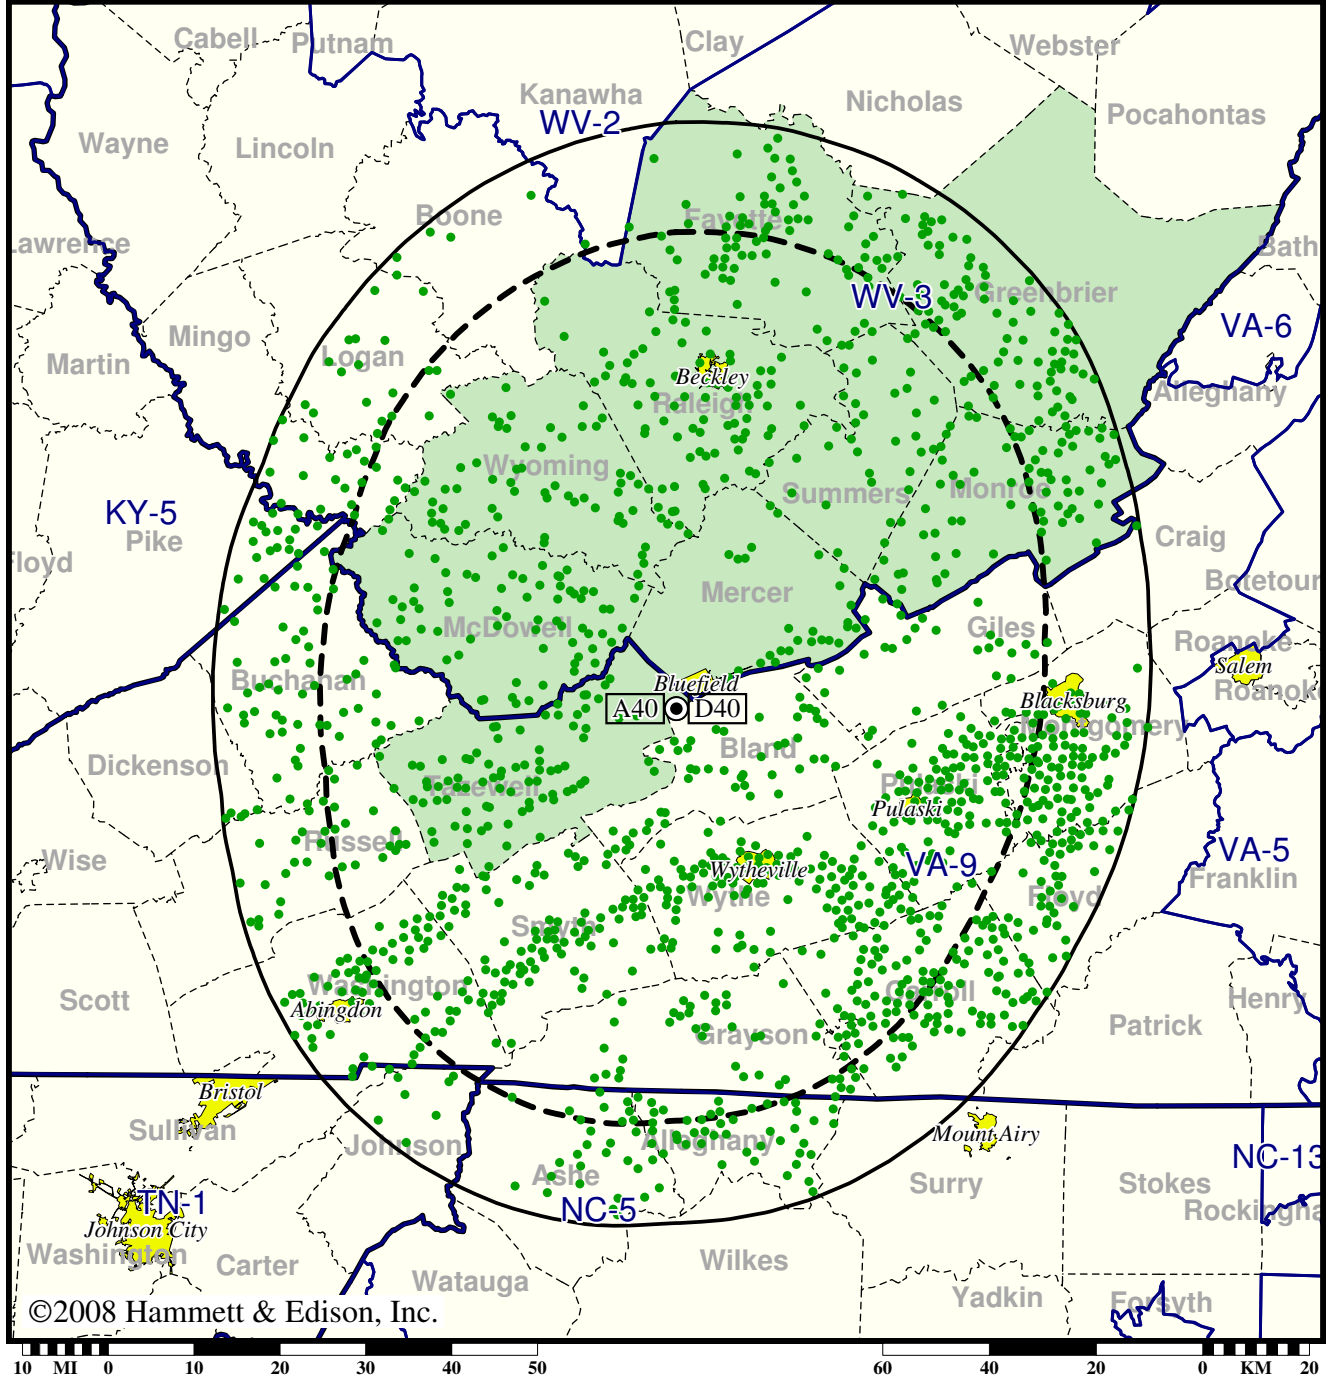 Cabell
Putnam
Clay
Webster
Kanawha
WV-2
Nicholas
Pocahontas
Wayne
Lincoln
Boone
Fayette
Lawrence
Bath
Greenbrier
WV-3
VA-6
Mingo
Logan
Martin
Beckley
Raleigh
Alleghany
Wyoming
Summers
Monroe
KY-5
Pike
Floyd
Craig
Mercer
Botetour
McDowell
Giles
Roanoke
Salem
Roanoke
Buchanan
Bluefield
Blacksburg
A40
D40
Montgomery
Bland
Dickenson
Tazewell
Pulaski
Pulaski
Russell
Wise
VA-9
VA-5
Wytheville
Wythe
Franklin
Floyd
Smyth
Washington
Carroll
Scott
Abingdon
Henry
Grayson
Patrick
Bristol
Sullivan
Johnson
Alleghany
Mount Airy
NC-13
Ashe
Surry
Stokes
TN-1
NC-5
Rockingha
Johnson City
Washington
Carter
Wilkes
Watauga
Yadkin
Forsyth
©2008 Hammett & Edison, Inc.
10 MI 0 10 20 30 40 50 60 40 20 0 KM 20